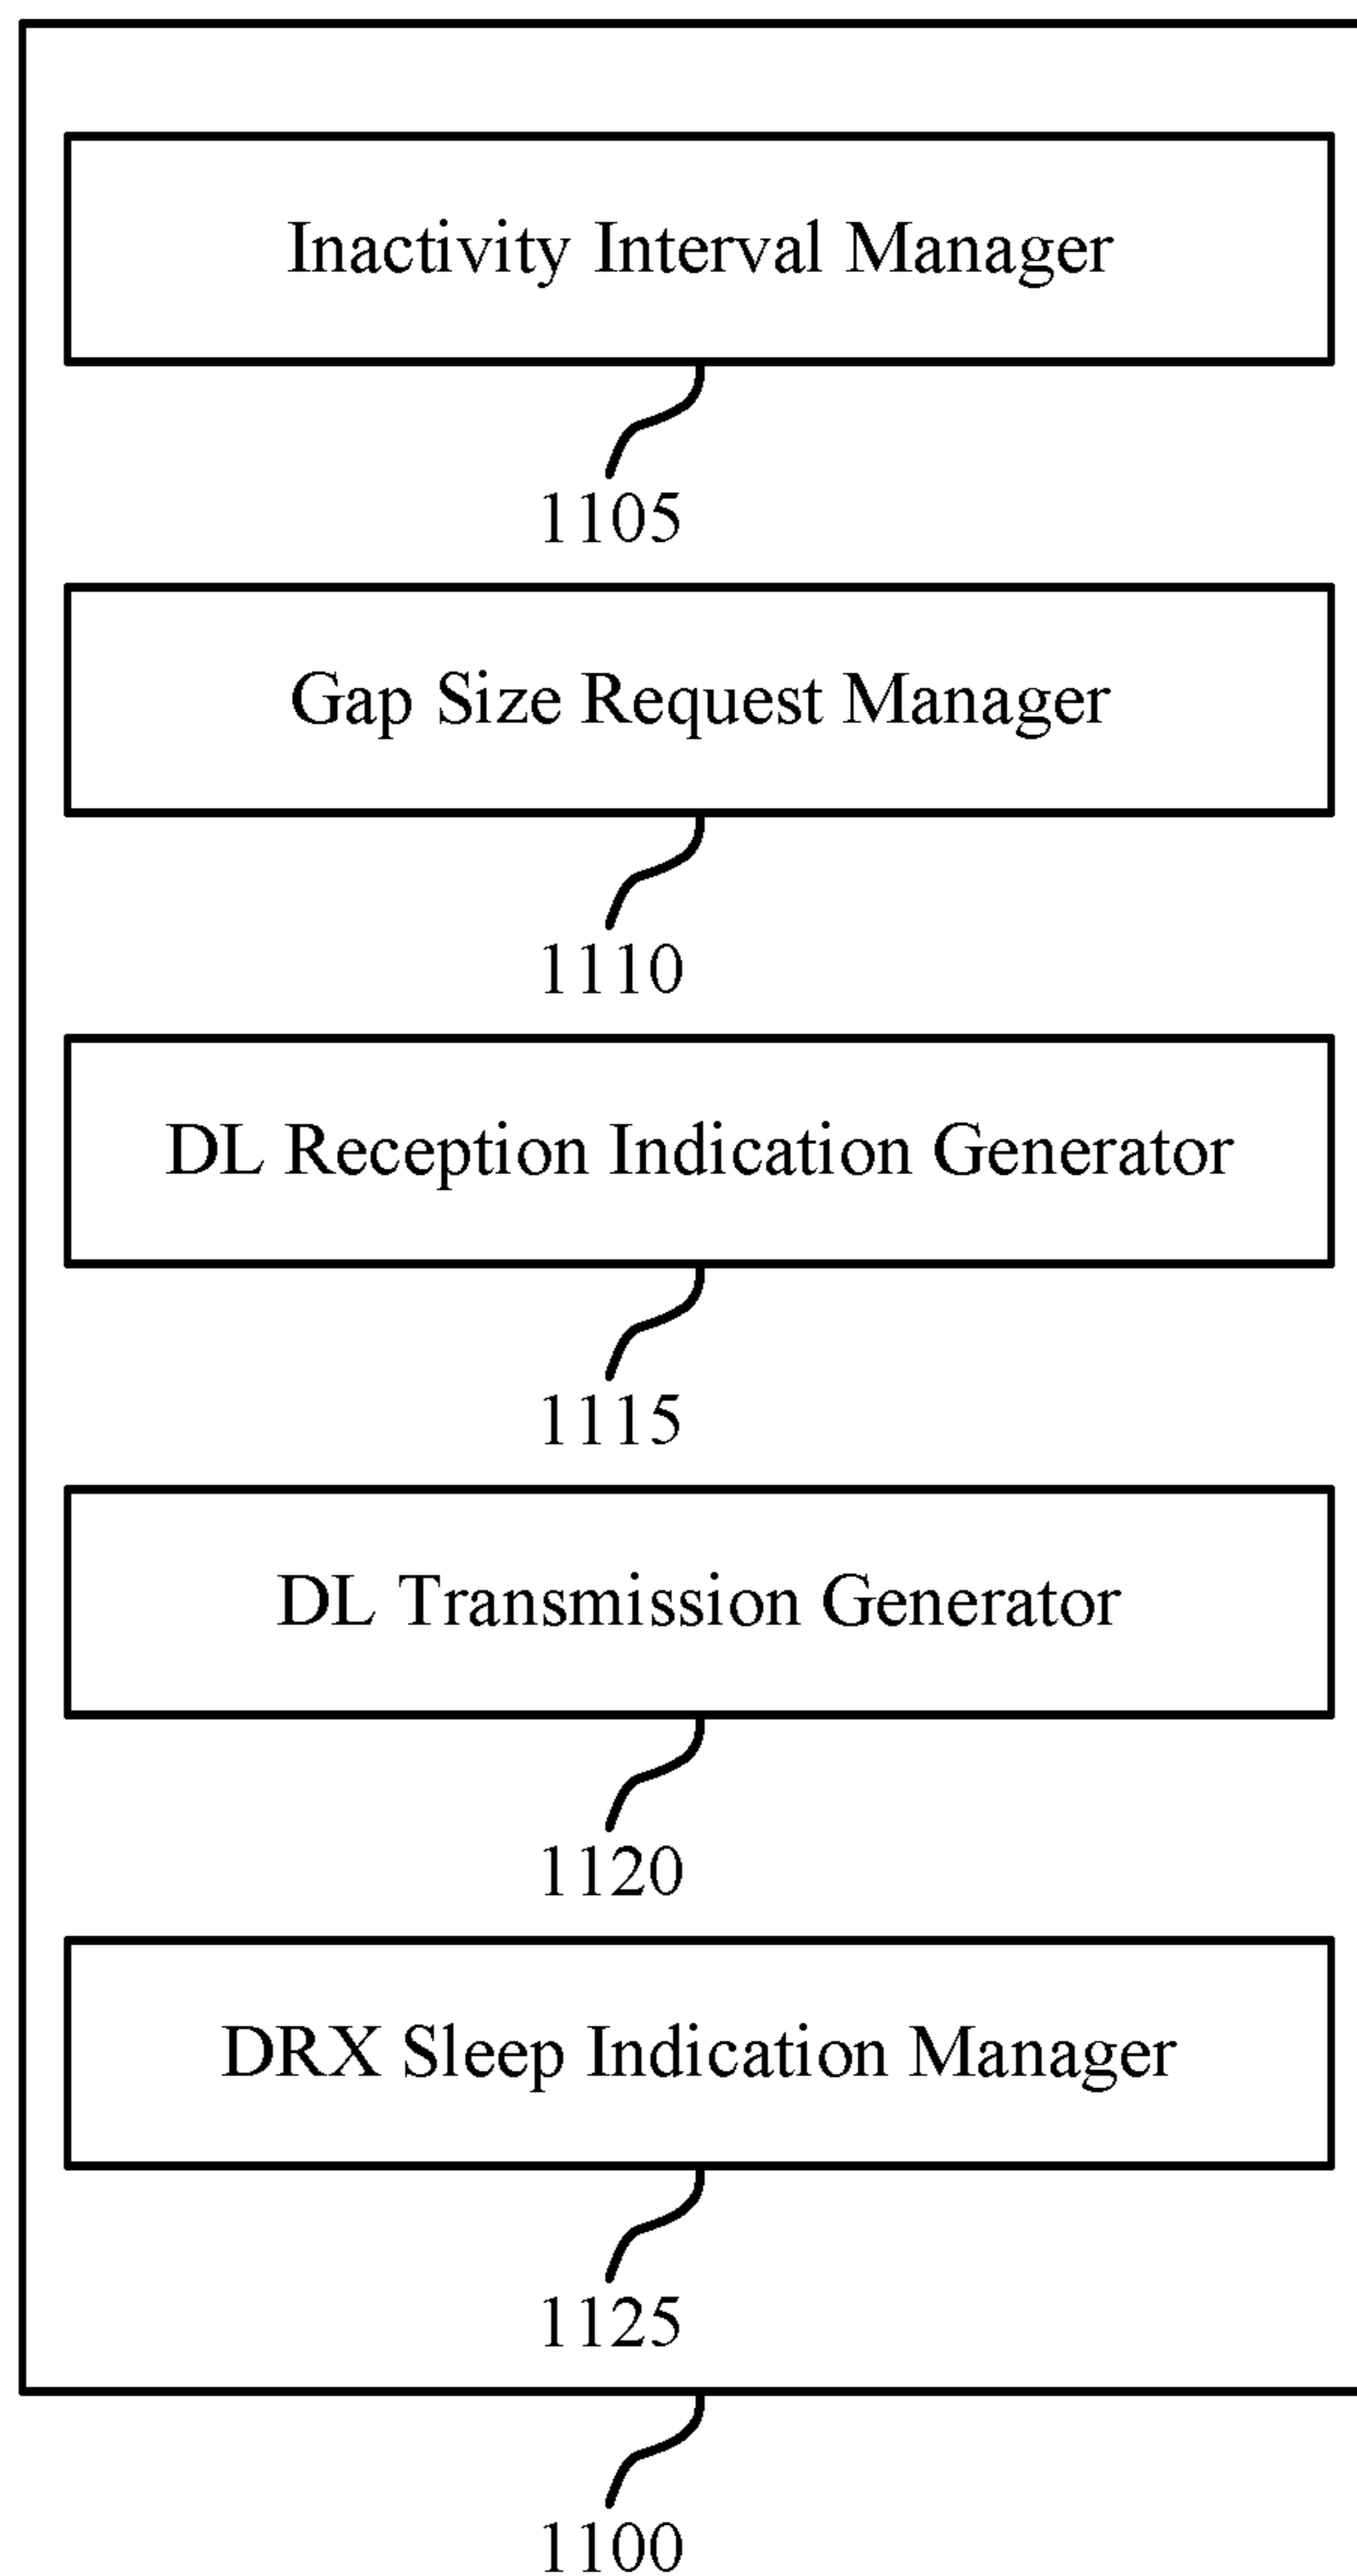 Inactivity Interval Manager
1105
Gap Size Request Manager
1110
DL Reception Indication Generator
1115
DL Transmission Generator
1120
DRX Sleep Indication Manager
1125
1100